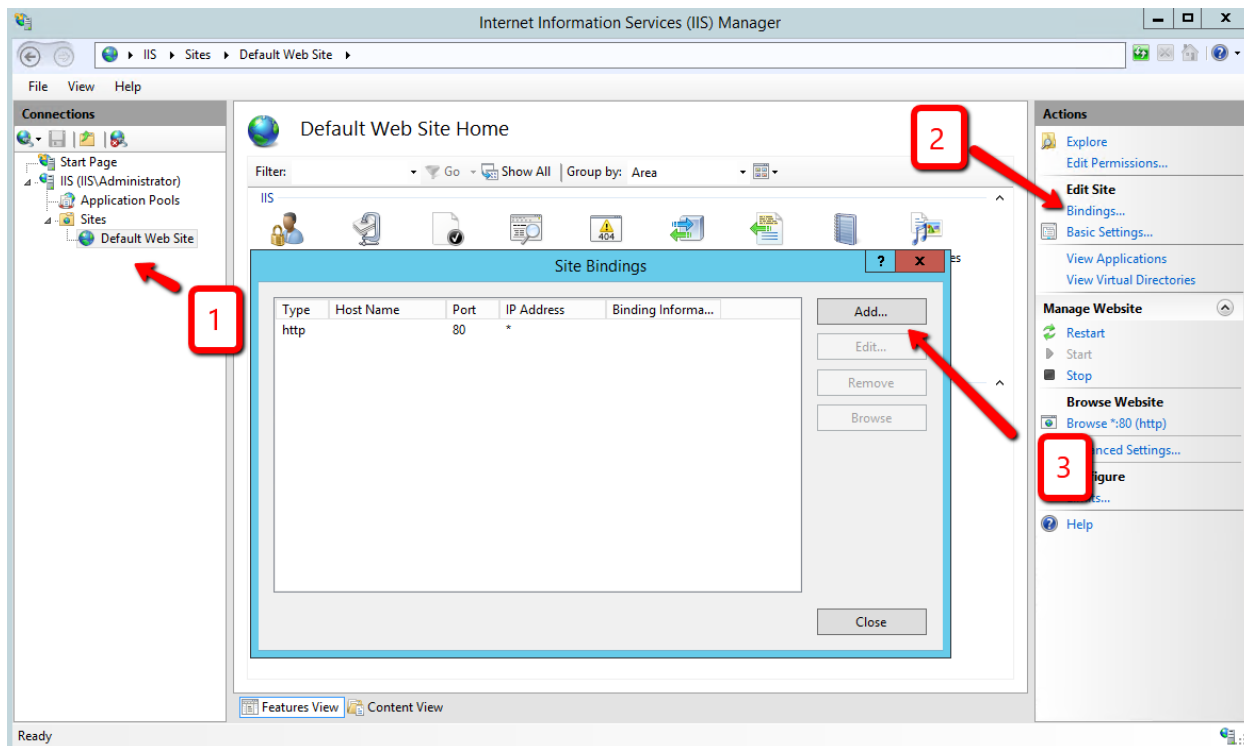 Internet Information Services (IIS) Manager
IIS Sites Default Web Site
File View Help
Connections
Start Page
IIS (IIS\Administrator)
Application Pools
Sites
Default Web Site
1
Default Web Site Home
Filter: Go Show All Group by: Area
IIS
404
Site Bindings
? x
Type Host Name Port IP Address Binding Informa...
http 80 *
Add...
Edit...
Remove
Browse
Close
Features View Content View
2
3
Actions
Explore
Edit Permissions...
Edit Site
Bindings...
Basic Settings...
View Applications
View Virtual Directories
Manage Website
Restart
Start
Stop
Browse Website
Browse *:80 (http)
Settings...
Help
Ready